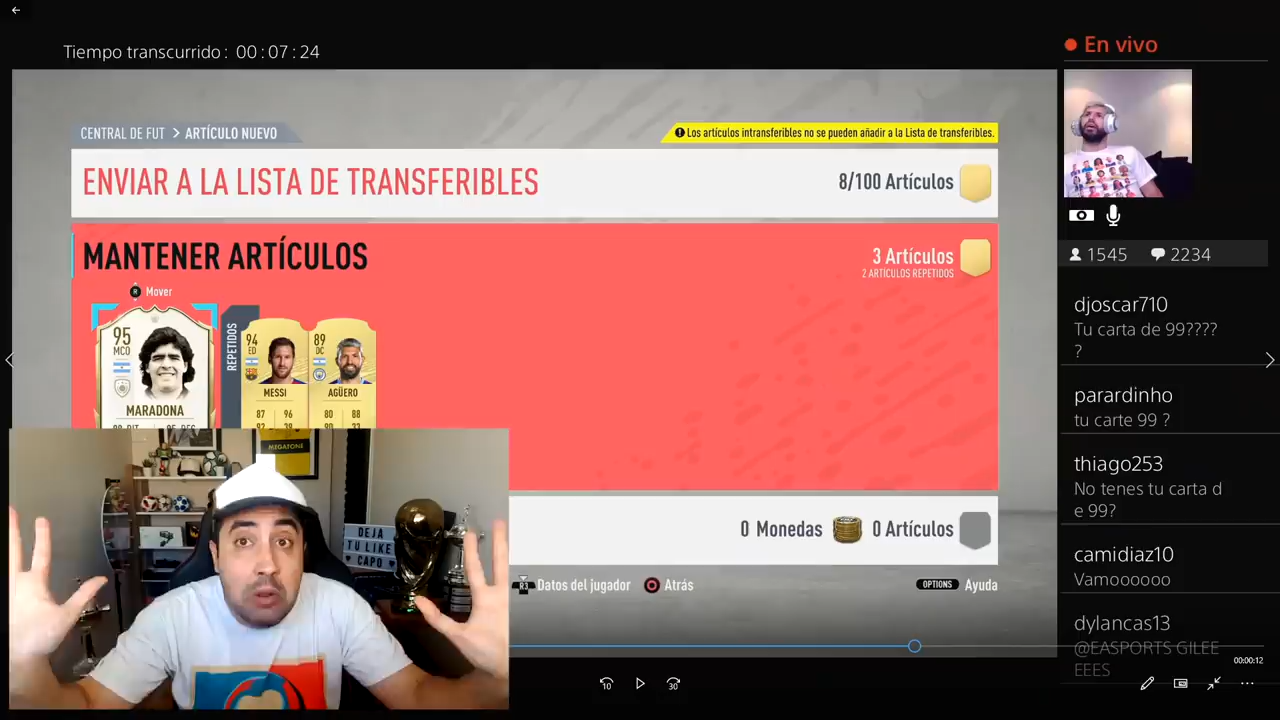 Tiempo transcurrido : 00 : 07 : 24
En vivo
CENTRAL DE FUT > ARTÍCULO NUEVO
Los artículos intransferibles no se pueden añadir a la Lista de transferibles.
ENVIAR A LA LISTA DE TRANSFERIBLES
8/100 Artículos
MANTENER ARTÍCULOS
3 Artículos
2 ARTÍCULOS REPETIDOS
R Mover
95
MCO
MARADONA
REPETIDOS
94
ED
MESSI
87 96
89
DC
AGÜERO
80 88
MEGATONE
DEJA
TU LIKE
CAPO
0 Monedas
0 Artículos
R3 Datos del jugador
Atrás
OPTIONS Ayuda
1545
2234
djoscar710
Tu carta de 99????
?
parardinho
tu carte 99 ?
thiago253
No tenes tu carta d
e 99?
camidiaz10
Vamoooooo
dylancas13
@EASPORTS GILEE
EEES
00:00:12
10
30